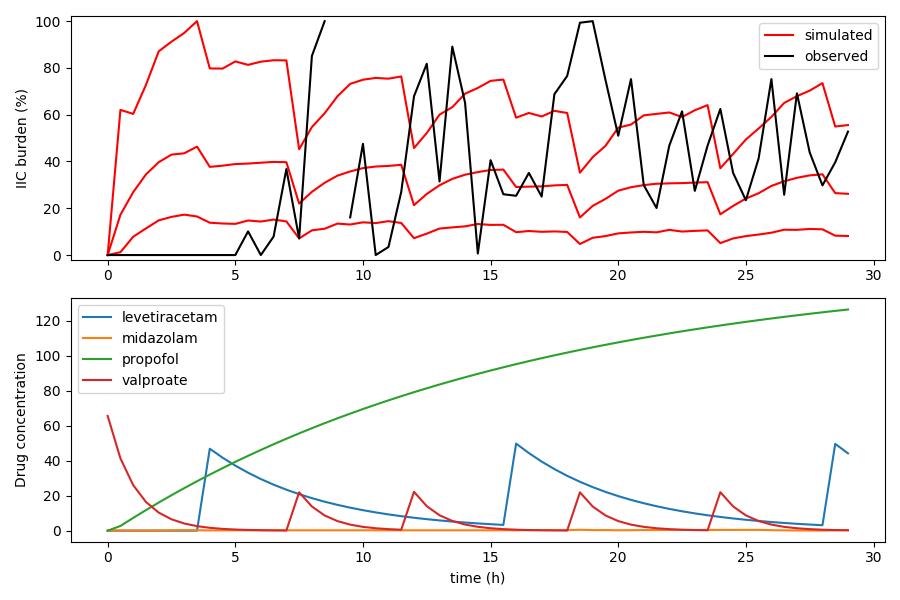 IIC burden (%)
100
80
60
40
20
0
simulated
observed
0 5 10 15 20 25 30
Drug concentration
120
100
80
60
40
20
0
levetiracetam
midazolam
propofol
valproate
0 5 10 15 20 25 30
time (h)